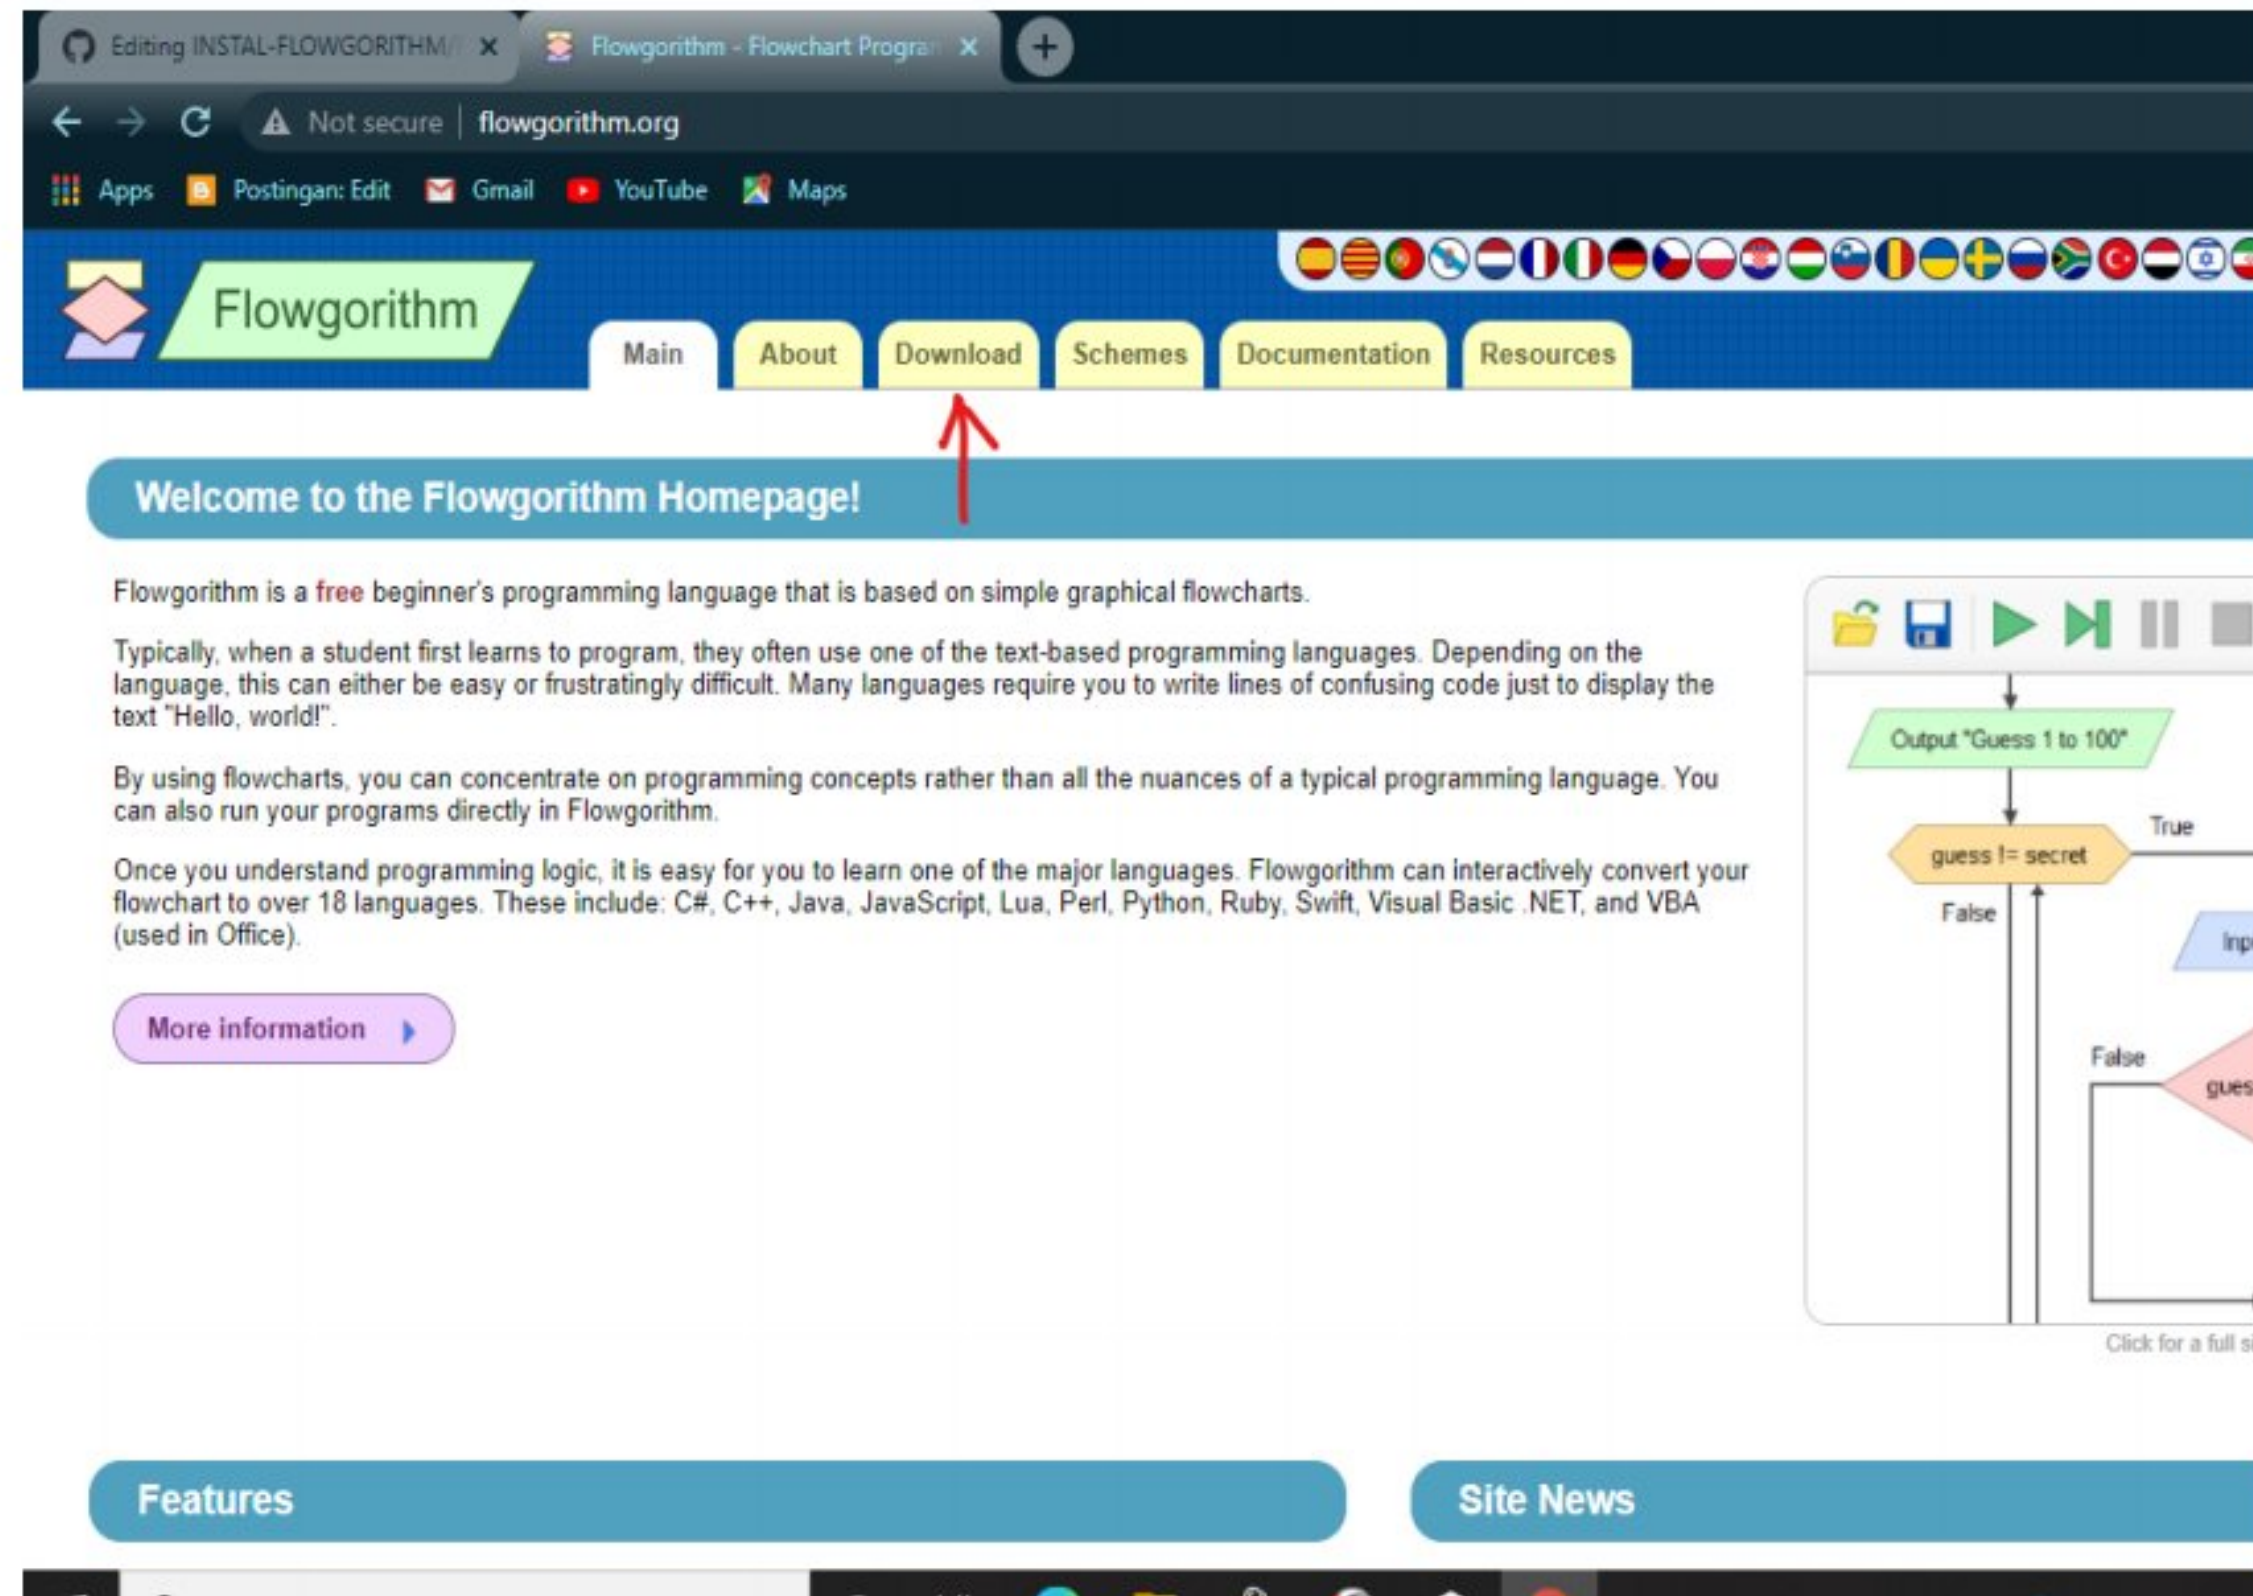 Editing INSTAL-FLOWGORITHM/
Flowgorithm - Flowchart Program
Not secure | flowgorithm.org
Apps Postingan: Edit Gmail YouTube Maps
Flowgorithm
Main About Download Schemes Documentation Resources
Welcome to the Flowgorithm Homepage!
Flowgorithm is a free beginner's programming language that is based on simple graphical flowcharts.
Typically, when a student first learns to program, they often use one of the text-based programming languages. Depending on the
language, this can either be easy or frustratingly difficult. Many languages require you to write lines of confusing code just to display the
text "Hello, world!".
By using flowcharts, you can concentrate on programming concepts rather than all the nuances of a typical programming language. You
can also run your programs directly in Flowgorithm.
Once you understand programming logic, it is easy for you to learn one of the major languages. Flowgorithm can interactively convert your
flowchart to over 18 languages. These include: C#, C++, Java, JavaScript, Lua, Perl, Python, Ruby, Swift, Visual Basic .NET, and VBA
(used in Office).
More information
Output "Guess 1 to 100"
True
guess != secret
False
Inp
False
gues
Click for a full si
Features
Site News